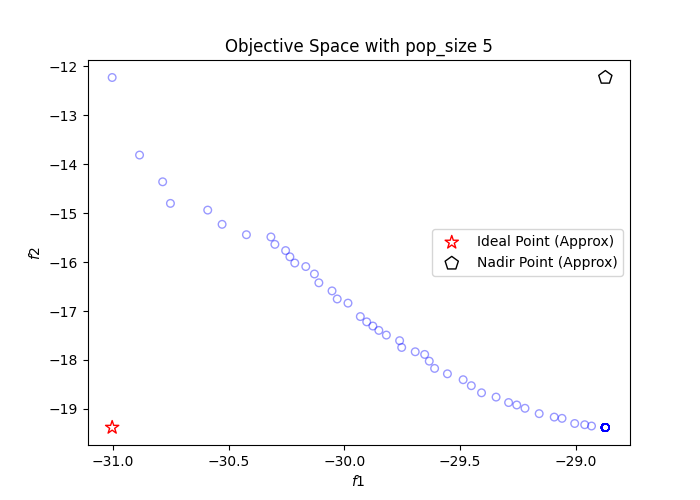 Objective Space with pop_size 5
−12
−13
−14
−15
−16
−17
−18
−19
f2
Ideal Point (Approx)
Nadir Point (Approx)
−31.0
−30.5
−30.0
−29.5
−29.0
f1